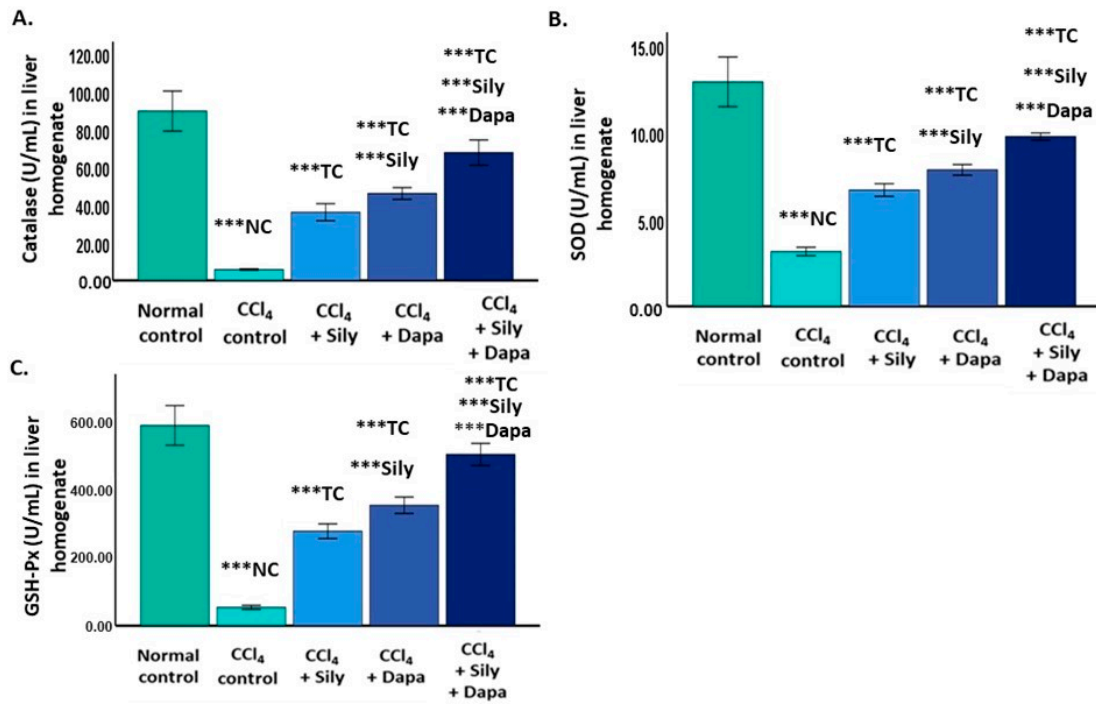 A.
Catalase (U/mL) in liver
homogenate
120.00
100.00
80.00
60.00
40.00
20.00
0.00
***NC
***TC
***TC
***Sily
***TC
***Sily
***Dapa
Normal
control
CCl₄
control
CCl₄
+ Sily
CCl₄
+ Dapa
CCl₄
+ Sily
+ Dapa
B.
SOD (U/mL) in liver
homogenate
15.00
10.00
5.00
0.00
***NC
***TC
***TC
***Sily
***TC
***Sily
***Dapa
Normal
control
CCl₄
control
CCl₄
+ Sily
CCl₄
+ Dapa
CCl₄
+ Sily
+ Dapa
C.
GSH-Px (U/mL) in liver
homogenate
600.00
400.00
200.00
0.00
***NC
***TC
***TC
***Sily
***TC
***Sily
***Dapa
Normal
control
CCl₄
control
CCl₄
+ Sily
CCl₄
+ Dapa
CCl₄
+ Sily
+ Dapa